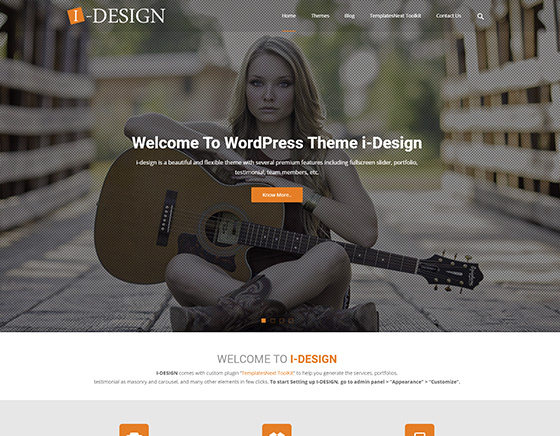 I-DESIGN
Home Themes Blog TemplatesNext Toolkit Contact Us
Welcome To WordPress Theme i-Design
i-design is a beautiful and flexible theme with several premium features including fullscreen slider, portfolio,
testimonial, team members, etc.
Know More..
WELCOME TO I-DESIGN
I-DESIGN comes with custom plugin "TemplatesNext ToolKit" to help you generate the services, portfolios,
testimonial as masonry and carousel, and many other elements in few clicks. To start Setting up I-DESIGN, go to admin panel > "Appearance" > "Customize".